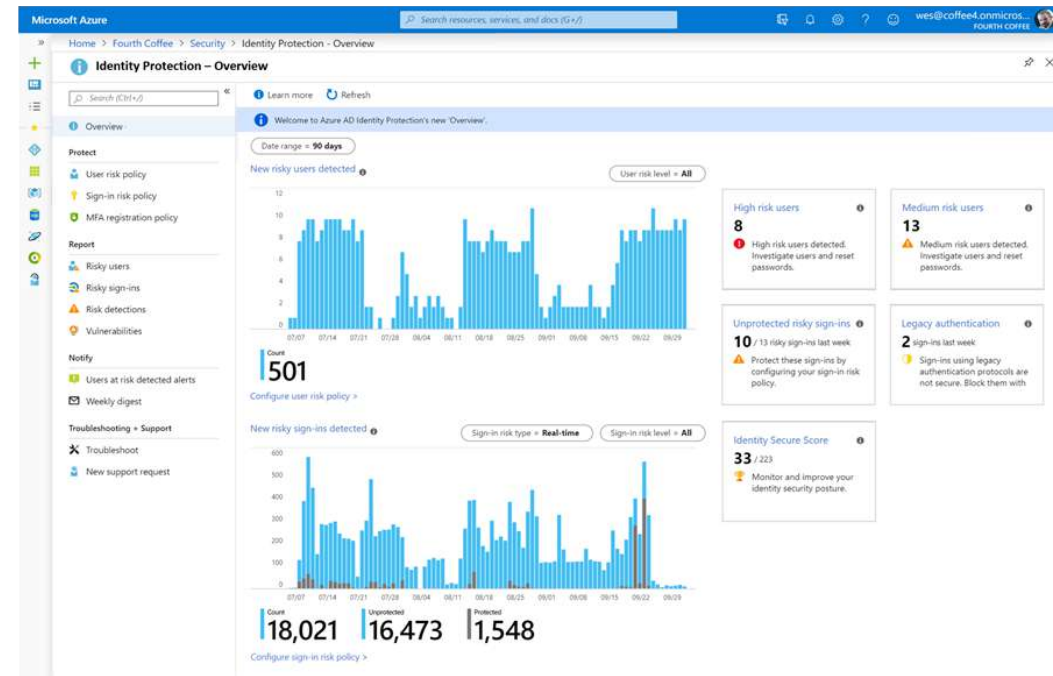 Microsoft Azure
Search resources, services, and docs (G+/)
wes@coffee4.onmicros...
FOURTH COFFEE
Home > Fourth Coffee > Security > Identity Protection - Overview
Identity Protection – Overview
Search (Ctrl+/)
Learn more
Refresh
Overview
Welcome to Azure AD Identity Protection's new 'Overview'.
Protect
User risk policy
Sign-in risk policy
MFA registration policy
Report
Risky users
Risky sign-ins
Risk detections
Vulnerabilities
Notify
Users at risk detected alerts
Weekly digest
Troubleshooting + Support
Troubleshoot
New support request
Date range = 90 days
New risky users detected
User risk level = All
12
10
8
6
4
2
0
07/07 07/14 07/21 07/28 08/04 08/11 08/18 08/25 09/01 09/08 09/15 09/22 09/29
Count
501
Configure user risk policy >
New risky sign-ins detected
Sign-in risk type = Real-time
Sign-in risk level = All
600
500
400
300
200
100
0
07/07 07/14 07/21 07/28 08/04 08/11 08/18 08/25 09/01 09/08 09/15 09/22 09/29
Count
18,021
Unprotected
16,473
Protected
1,548
Configure sign-in risk policy >
High risk users
8
High risk users detected.
Investigate users and reset
passwords.
Medium risk users
13
Medium risk users detected.
Investigate users and reset
passwords.
Unprotected risky sign-ins
10 / 13 risky sign-ins last week
Protect these sign-ins by
configuring your sign-in risk
policy.
Legacy authentication
2 sign-ins last week
Sign-ins using legacy
authentication protocols are
not secure. Block them with
Identity Secure Score
33 / 223
Monitor and improve your
identity security posture.